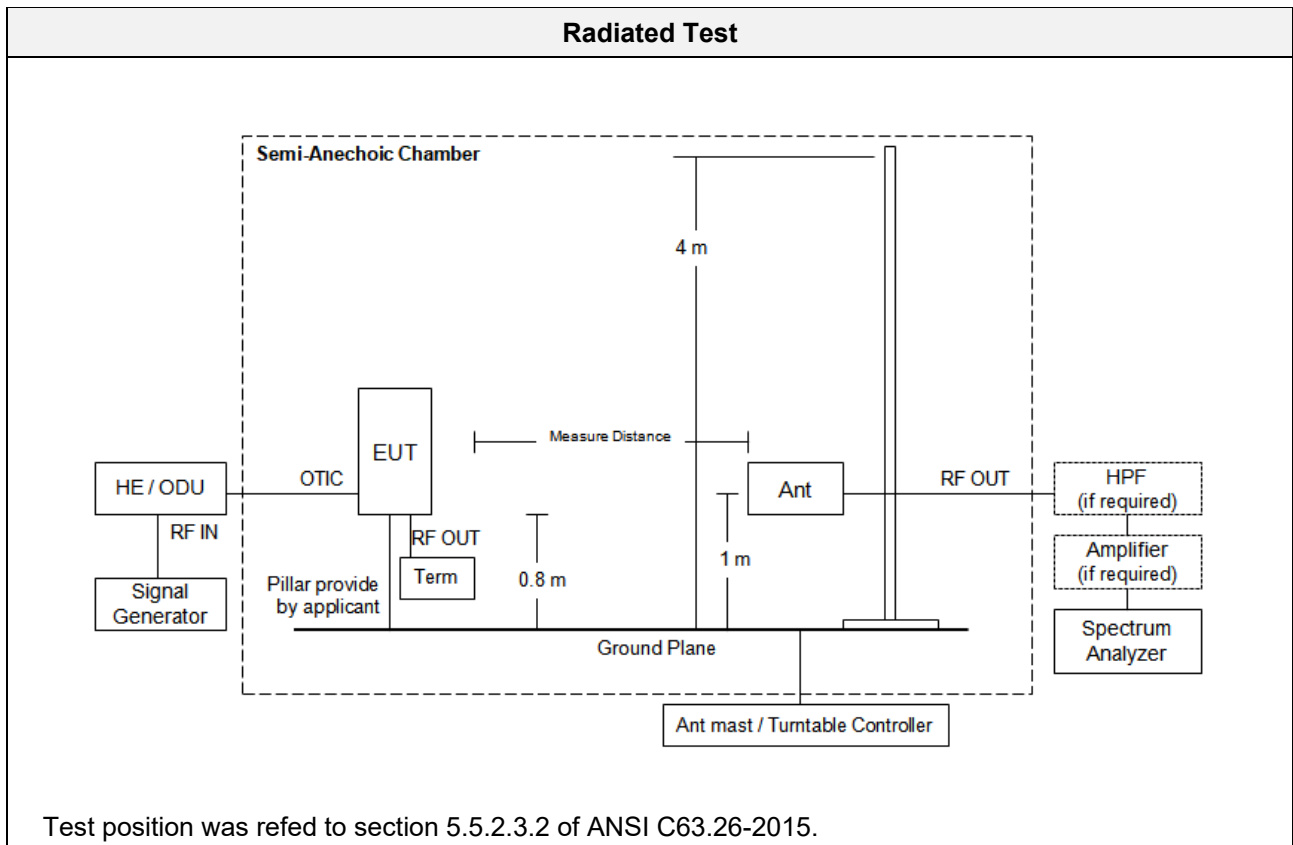 Radiated Test
Semi-Anechoic Chamber
4 m
Measure Distance
EUT
HE / ODU
OTIC
Ant
RF OUT
HPF
(if required)
RF IN
RF OUT
Amplifier
(if required)
Term
1 m
0.8 m
Signal
Generator
Pillar provide
by applicant
Spectrum
Analyzer
Ground Plane
Ant mast / Turntable Controller
Test position was refed to section 5.5.2.3.2 of ANSI C63.26-2015.